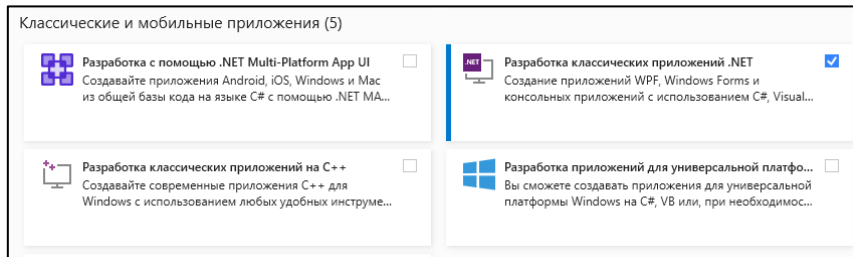 Классические и мобильные приложения (5)
Разработка с помощью .NET Multi-Platform App UI
Создавайте приложения Android, iOS, Windows и Mac
из общей базы кода на языке C# с помощью .NET MA...
.NET
Разработка классических приложений .NET
Создание приложений WPF, Windows Forms и
консольных приложений с использованием C#, Visual...
Разработка классических приложений на C++
Создавайте современные приложения C++ для
Windows с использованием любых удобных инструме...
Разработка приложений для универсальной платфо...
Вы сможете создавать приложения для универсальной
платформы Windows на C#, VB или, при необходимос...